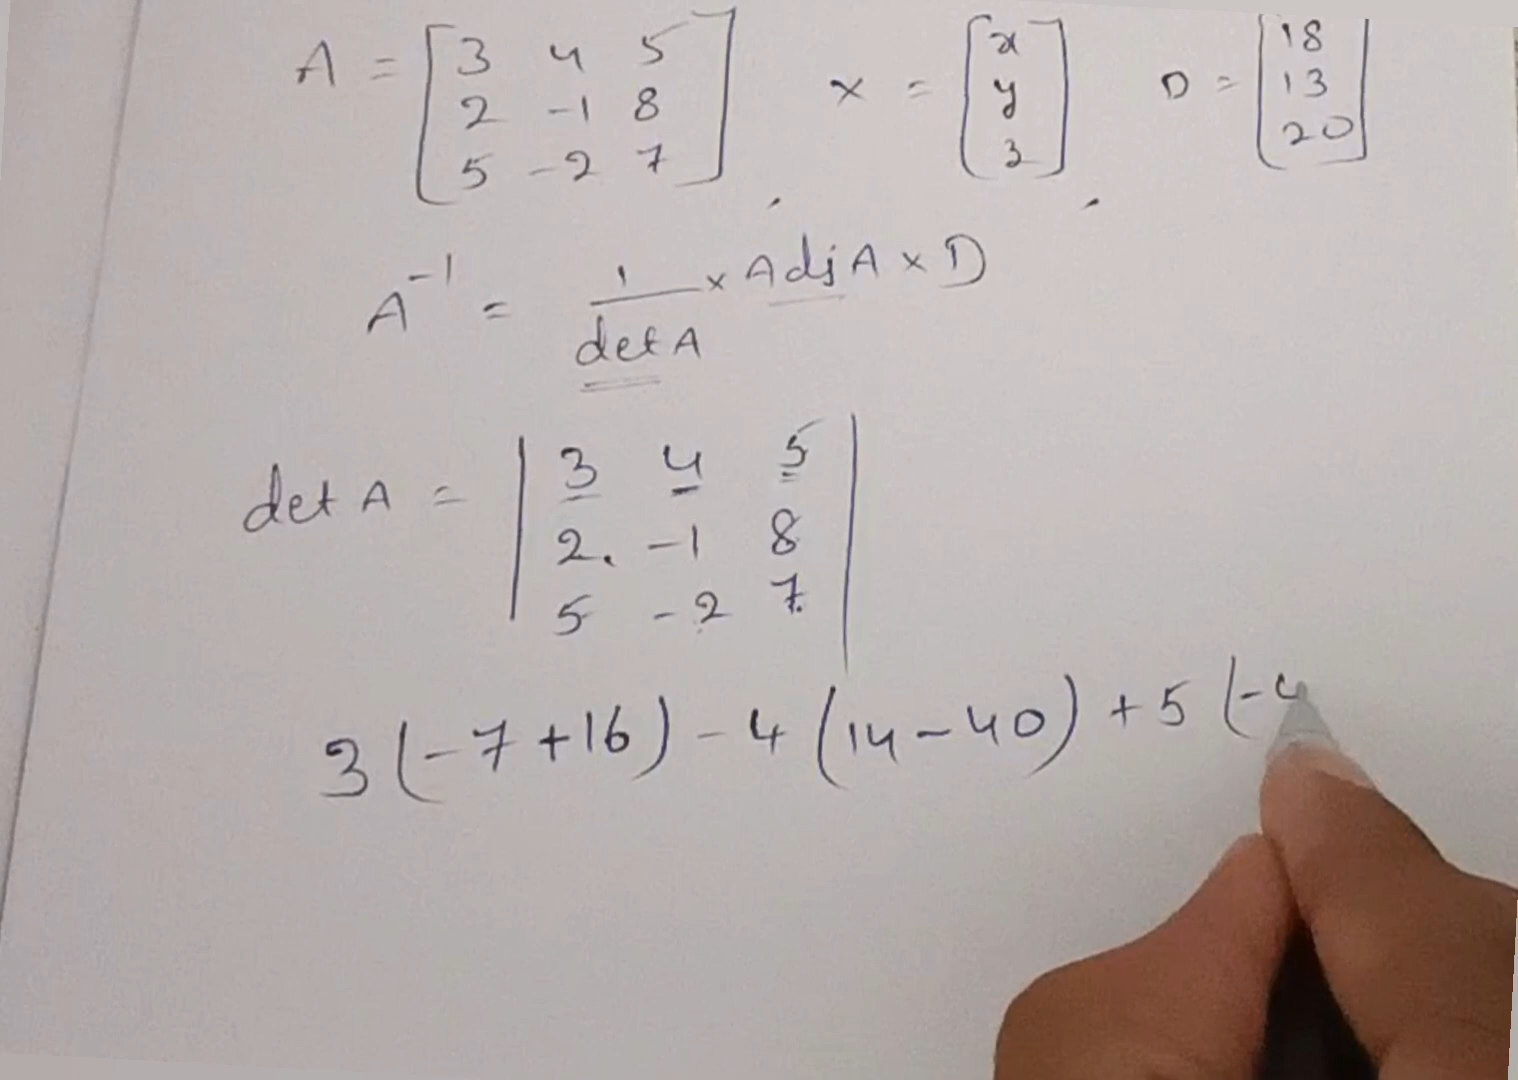 A = [3 4 5 X = [x D = [18
2 -1 8 y 13
5 -2 7] , z] , 20]
A⁻¹ = 1/det A × Adj A × D
det A = | 3 4 5 |
2. -1 8
5 -2 7
3(-7+16) - 4(14-40) + 5(-4